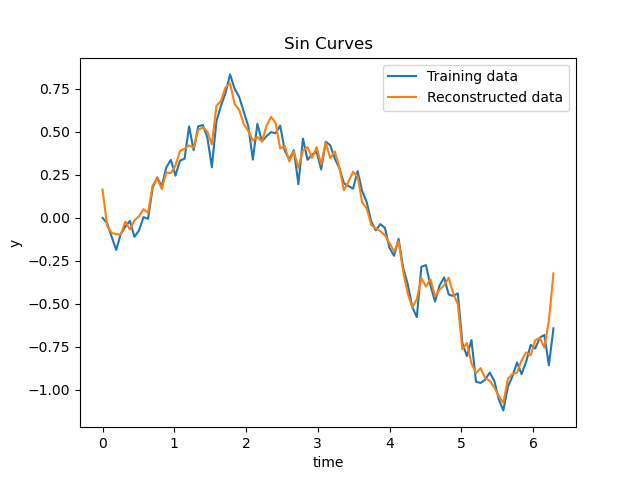 Sin Curves
Training data
Reconstructed data
y
0.75
0.50
0.25
0.00
−0.25
−0.50
−0.75
−1.00
0 1 2 3 4 5 6
time